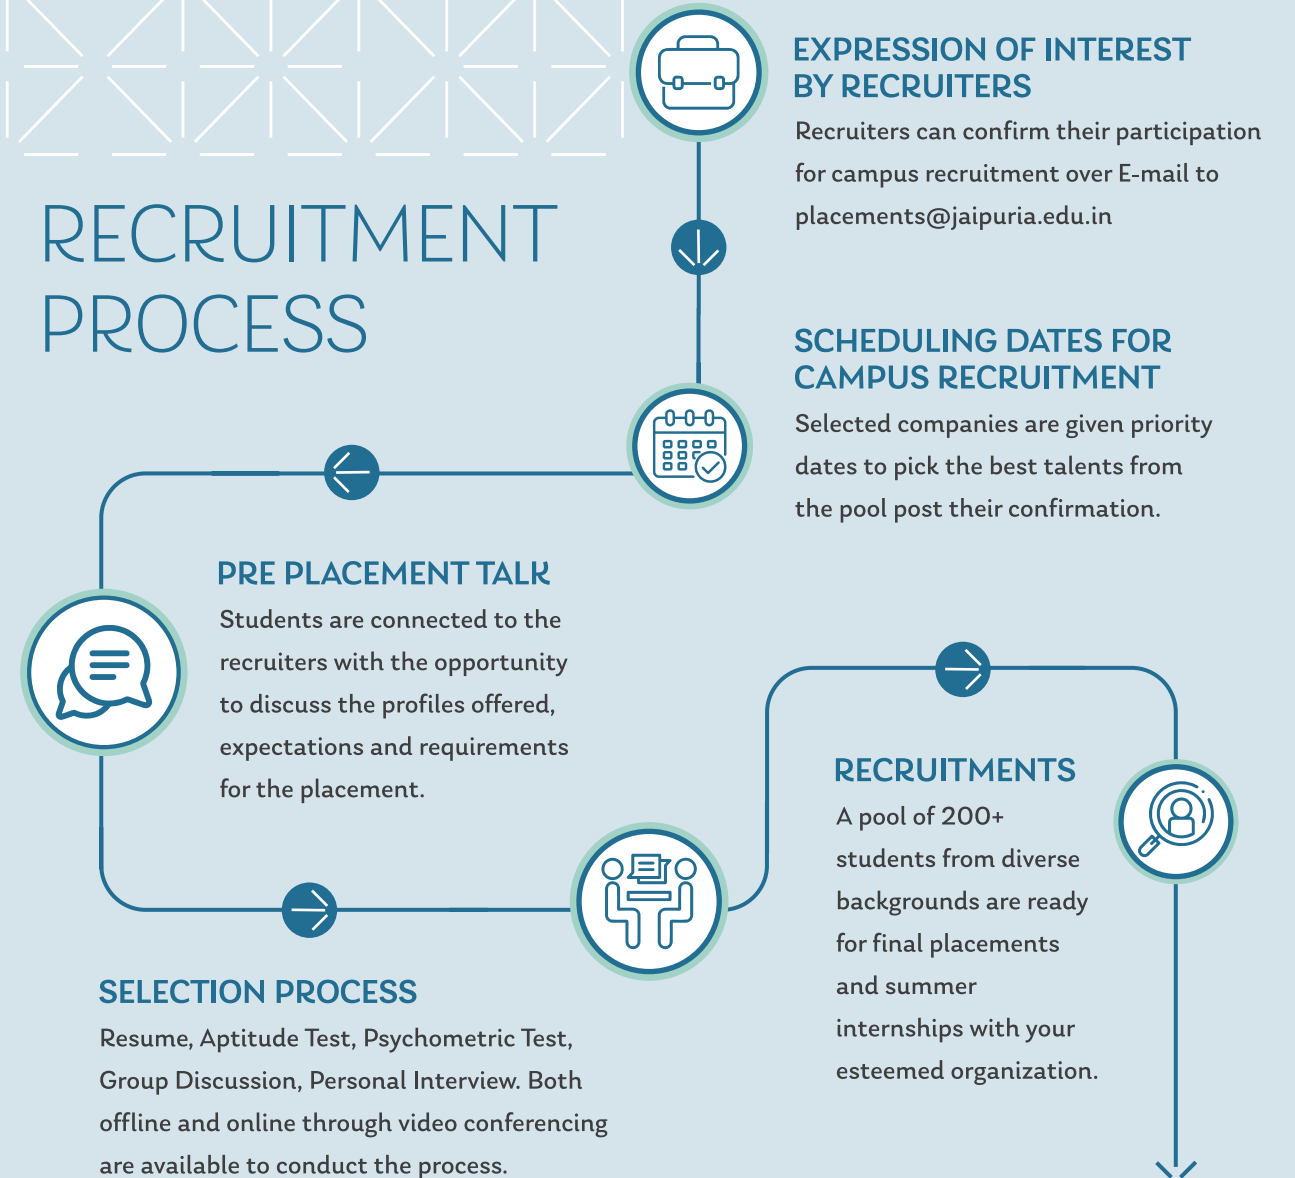 RECRUITMENT
PROCESS
EXPRESSION OF INTEREST
BY RECRUITERS
Recruiters can confirm their participation
for campus recruitment over E-mail to
placements@jaipuria.edu.in
SCHEDULING DATES FOR
CAMPUS RECRUITMENT
Selected companies are given priority
dates to pick the best talents from
the pool post their confirmation.
PRE PLACEMENT TALK
Students are connected to the
recruiters with the opportunity
to discuss the profiles offered,
expectations and requirements
for the placement.
SELECTION PROCESS
Resume, Aptitude Test, Psychometric Test,
Group Discussion, Personal Interview. Both
offline and online through video conferencing
are available to conduct the process.
RECRUITMENTS
A pool of 200+
students from diverse
backgrounds are ready
for final placements
and summer
internships with your
esteemed organization.